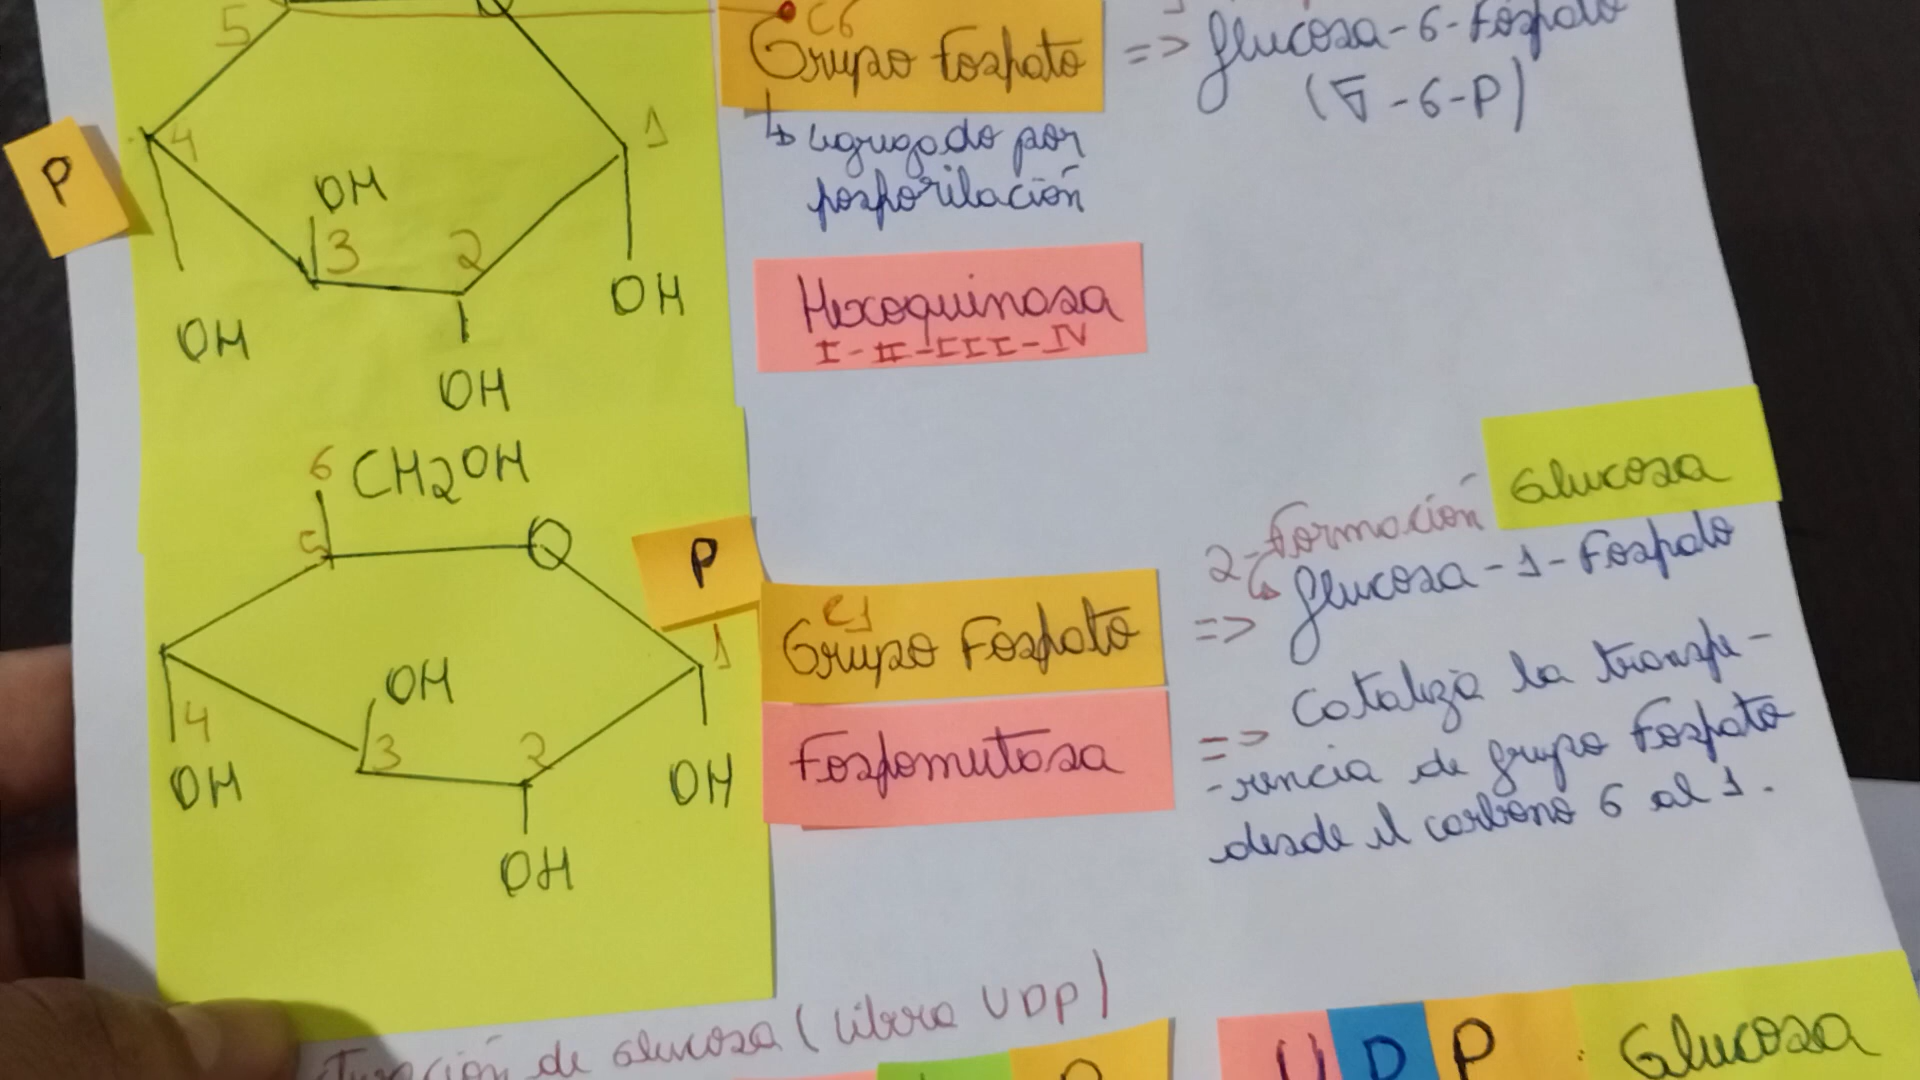 5
4
1
P
OH
3
2
OH
OH
OH
C6
Grupo fosfato
=> glucosa-6-Fosfato
(G-6-P)
↳ agregado por
fosforilación
Hexoquinasa
I-II-III-IV
6
CH2OH
5
P
1
4
OH
3
2
OH
OH
OH
C1
Grupo Fosfato
Fosfomutasa
Glucosa
2-Formación
=> ↳ glucosa-1-Fosfato
=> Cataliza la transfe-
-rencia de grupo Fosfato
desde el carbono 6 al 1.
de Glucosa (libera UDP)
U D P
Glucosa